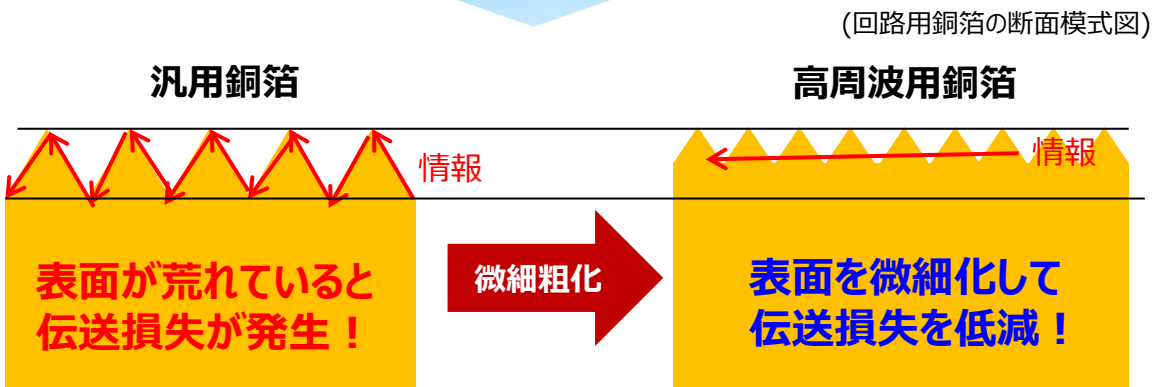 (回路用銅箔の断面模式図)
汎用銅箔
高周波用銅箔
情報
情報
表面が荒れていると
伝送損失が発生！
微細粗化
表面を微細化して
伝送損失を低減！